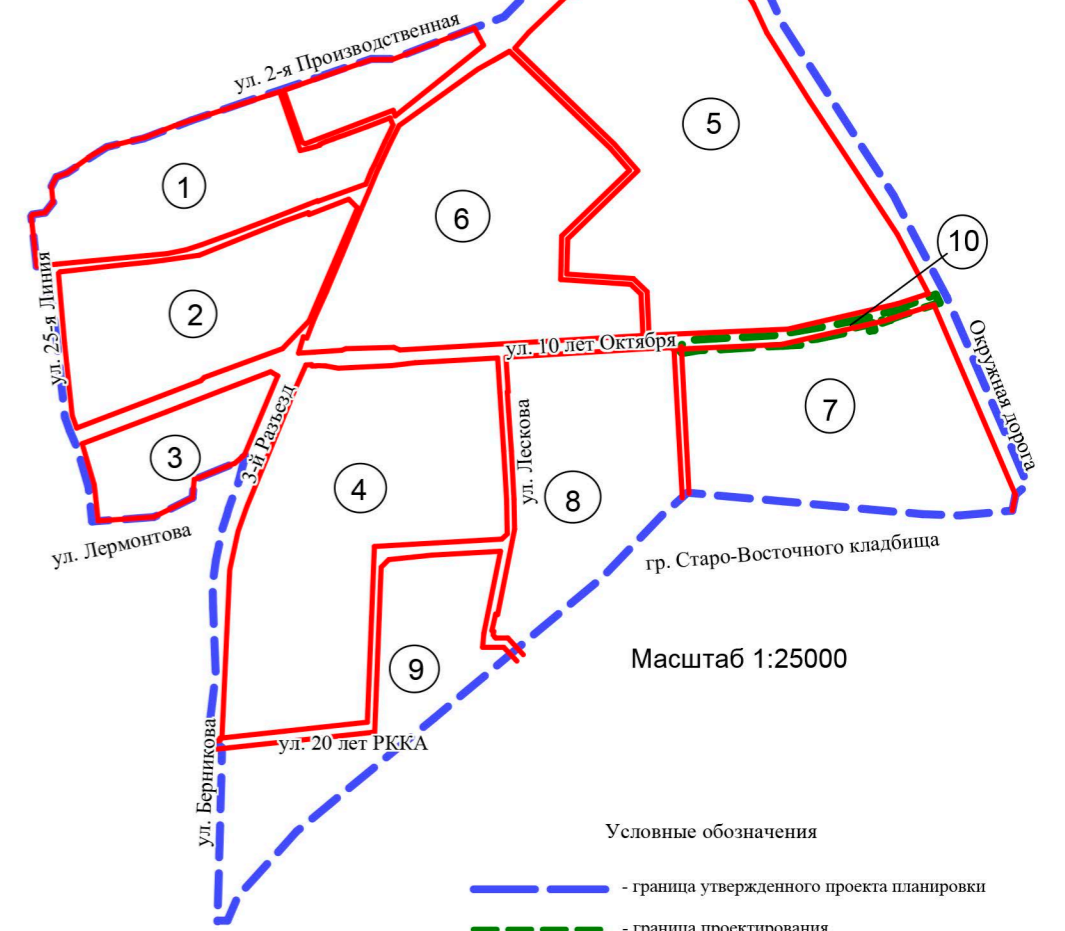 ул. 2-я Производственная
5
1
6
10
2
ул. 25-я Линия
ул. 10 лет Октября
Окружная дорога
3-й Разъезд
ул. Лескова
7
3
4
8
ул. Лермонтова
гр. Старо-Восточного кладбища
9
Масштаб 1:25000
ул. 20 лет РККА
ул. Берникова
Условные обозначения
- граница утвержденного проекта планировки
- граница проектирования